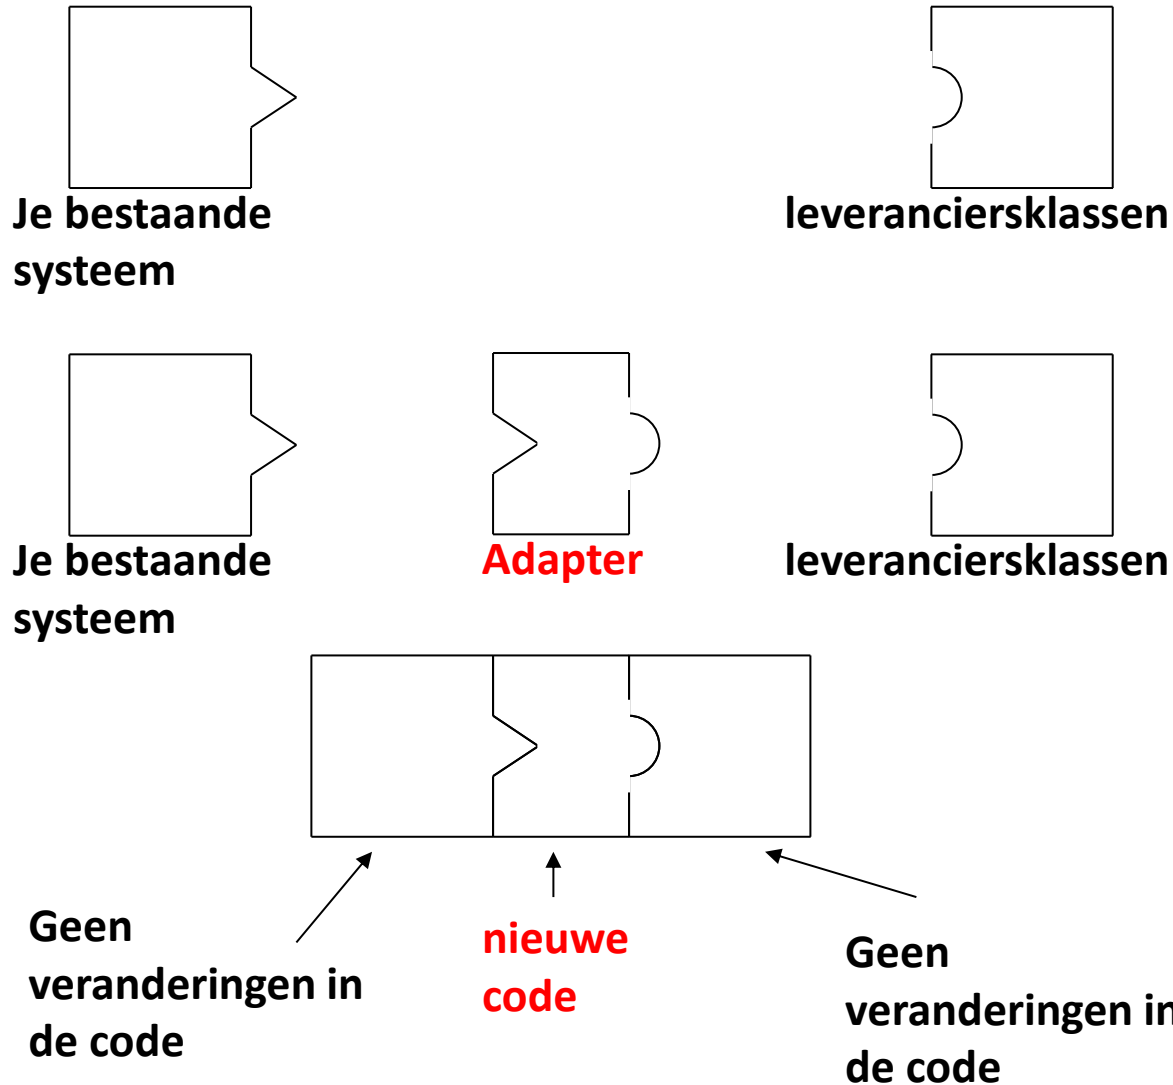 Je bestaande
systeem
leveranciersklassen
Je bestaande
systeem
Adapter
leveranciersklassen
Geen
veranderingen in
de code
nieuwe
code
Geen
veranderingen in
de code